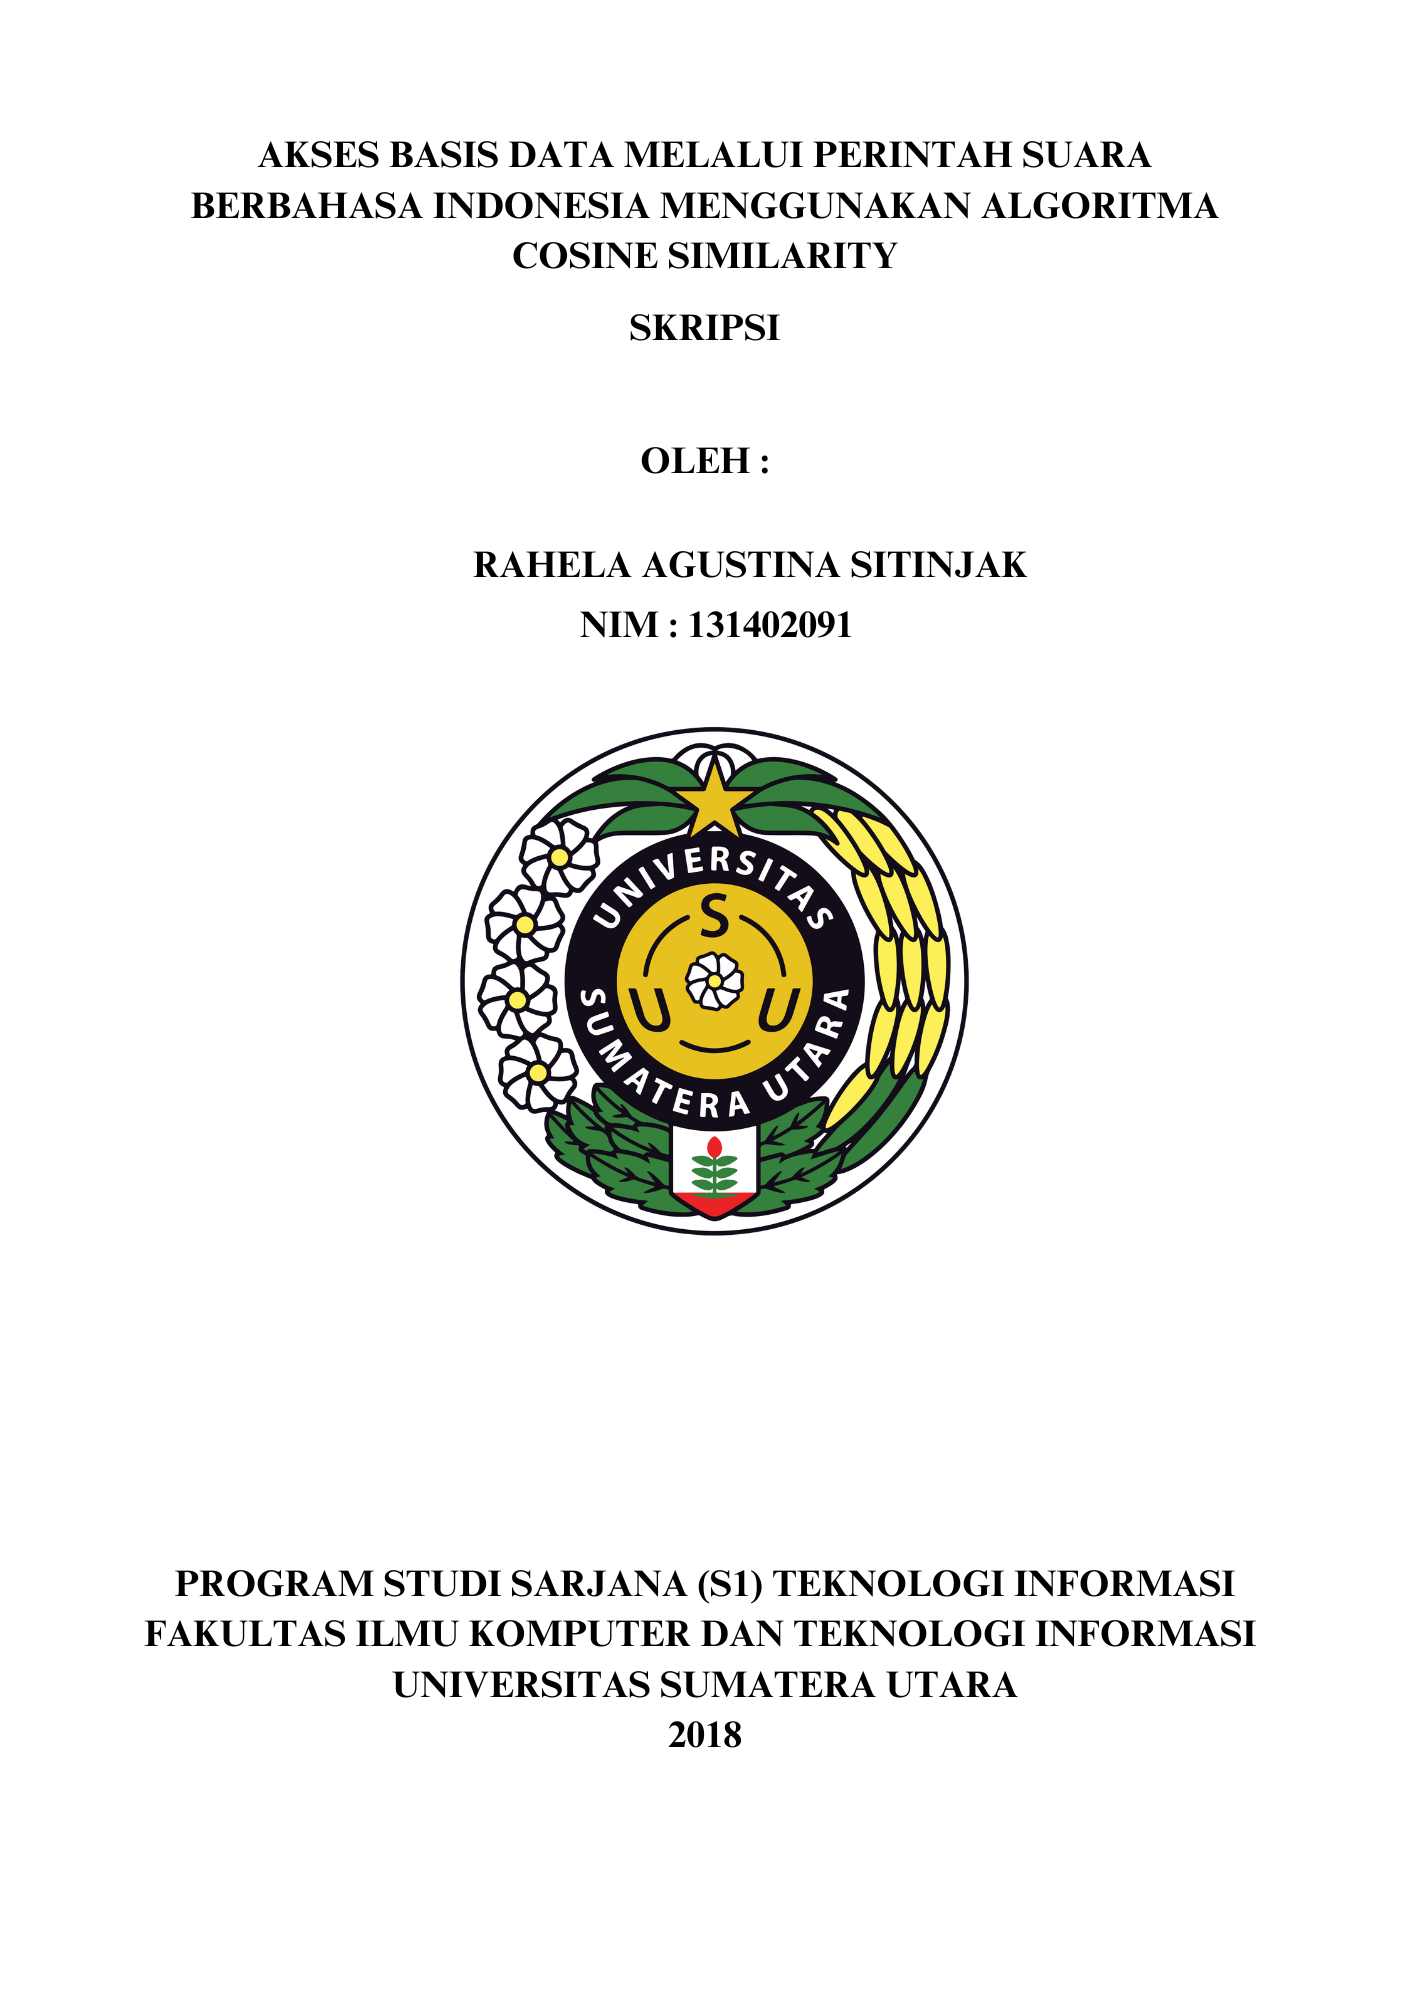 AKSES BASIS DATA MELALUI PERINTAH SUARA
BERBAHASA INDONESIA MENGGUNAKAN ALGORITMA
COSINE SIMILARITY
SKRIPSI
OLEH :
RAHELA AGUSTINA SITINJAK
NIM : 131402091
UNIVERSITAS
S
U U
SUMATERA UTARA
PROGRAM STUDI SARJANA (S1) TEKNOLOGI INFORMASI
FAKULTAS ILMU KOMPUTER DAN TEKNOLOGI INFORMASI
UNIVERSITAS SUMATERA UTARA
2018